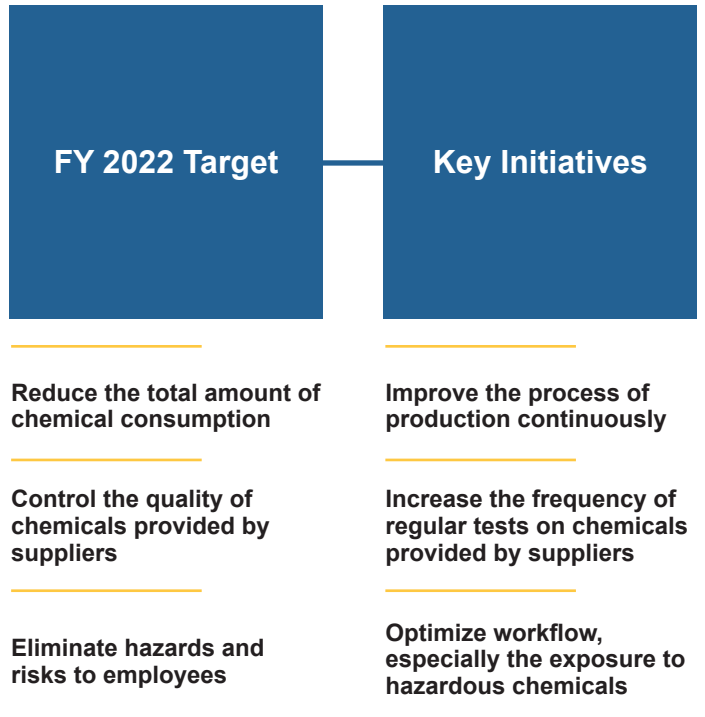 FY 2022 Target
Key Initiatives
Reduce the total amount of
chemical consumption
Improve the process of
production continuously
Control the quality of
chemicals provided by
suppliers
Increase the frequency of
regular tests on chemicals
provided by suppliers
Eliminate hazards and
risks to employees
Optimize workflow,
especially the exposure to
hazardous chemicals